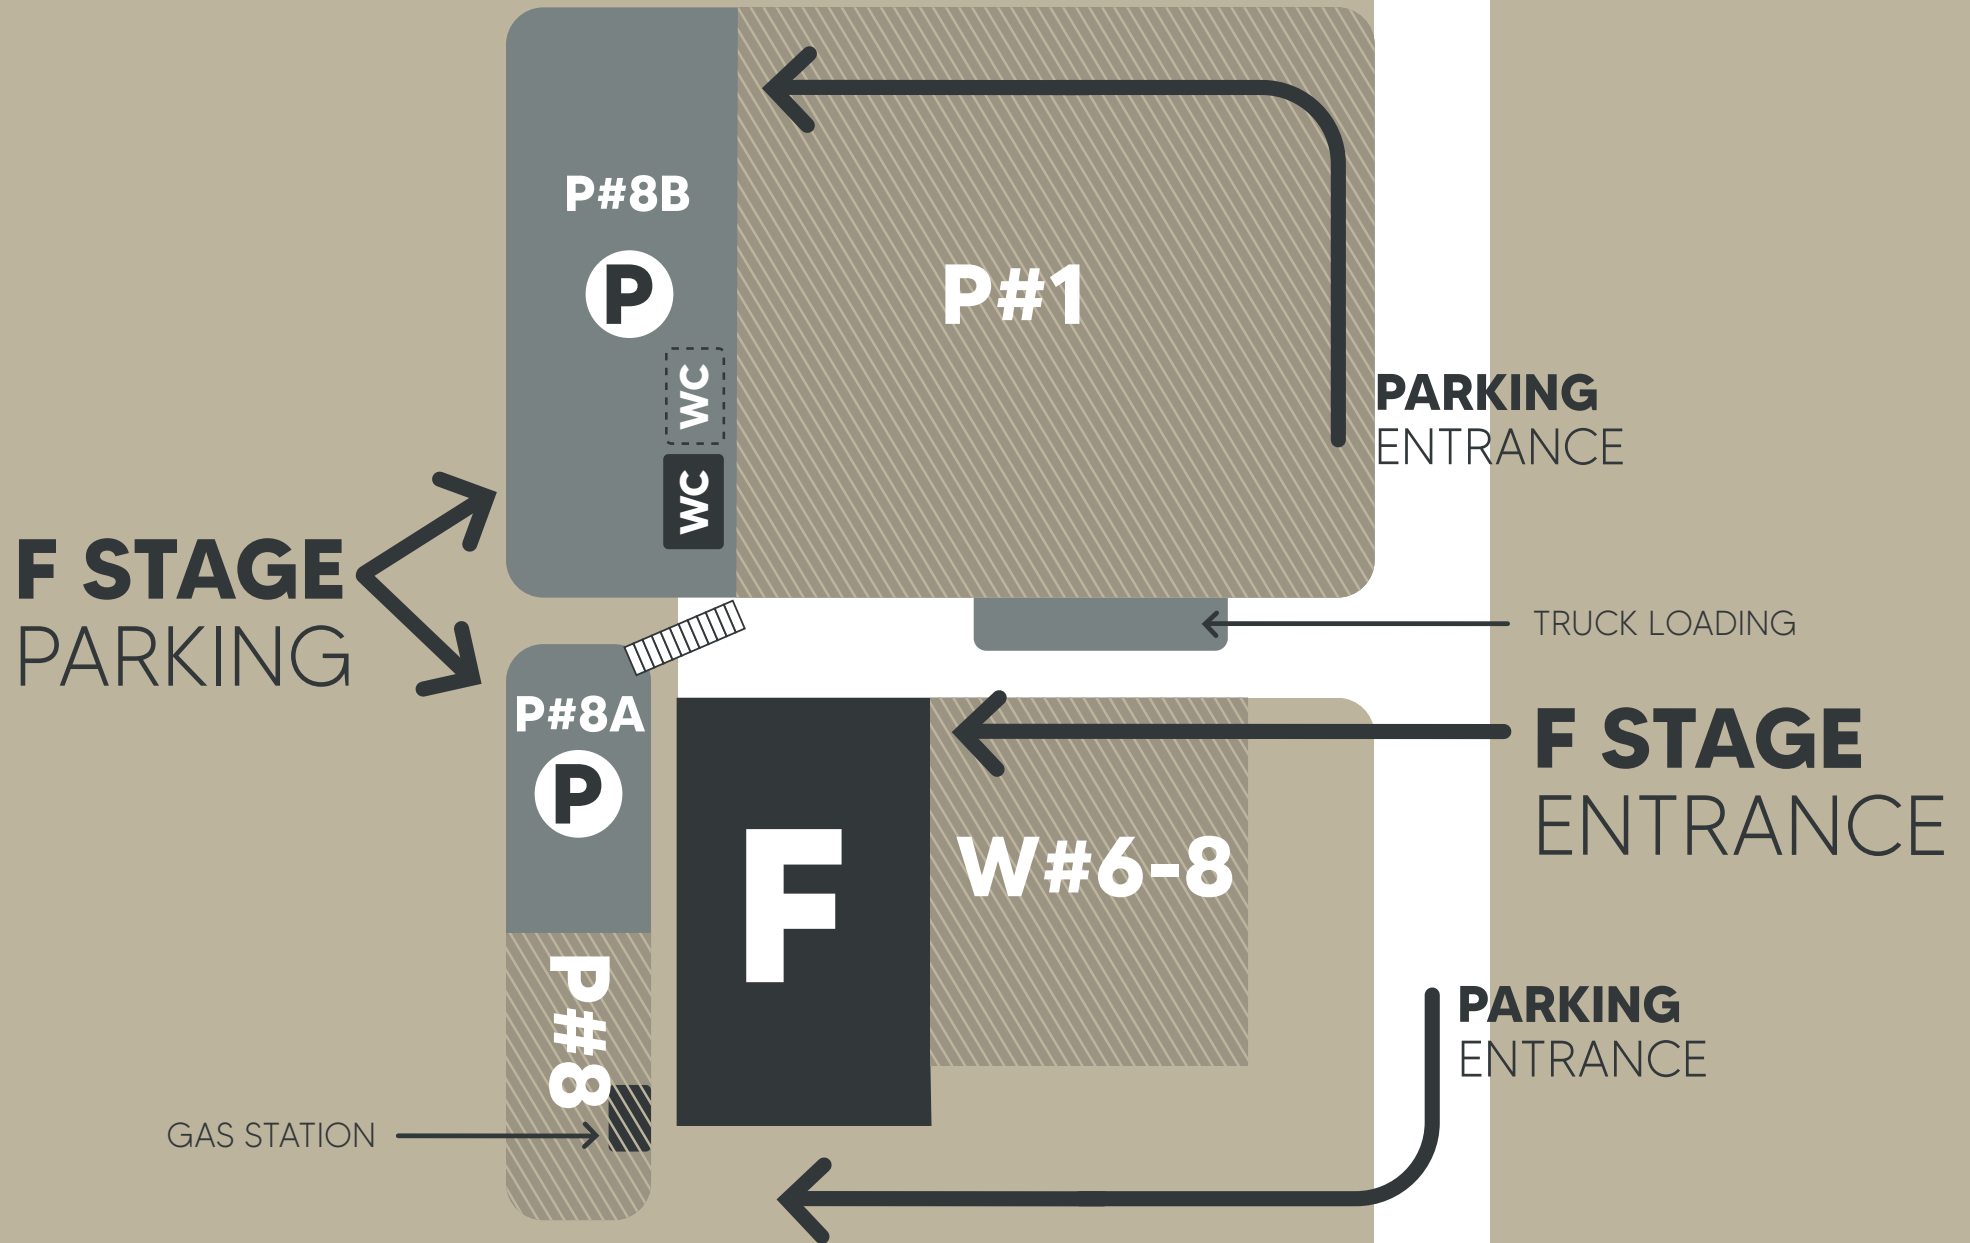 P#8B
P
P#1
WC
WC
PARKING
ENTRANCE
F STAGE
PARKING
TRUCK LOADING
P#8A
P
F STAGE
ENTRANCE
F
W#6-8
P#8
PARKING
ENTRANCE
GAS STATION